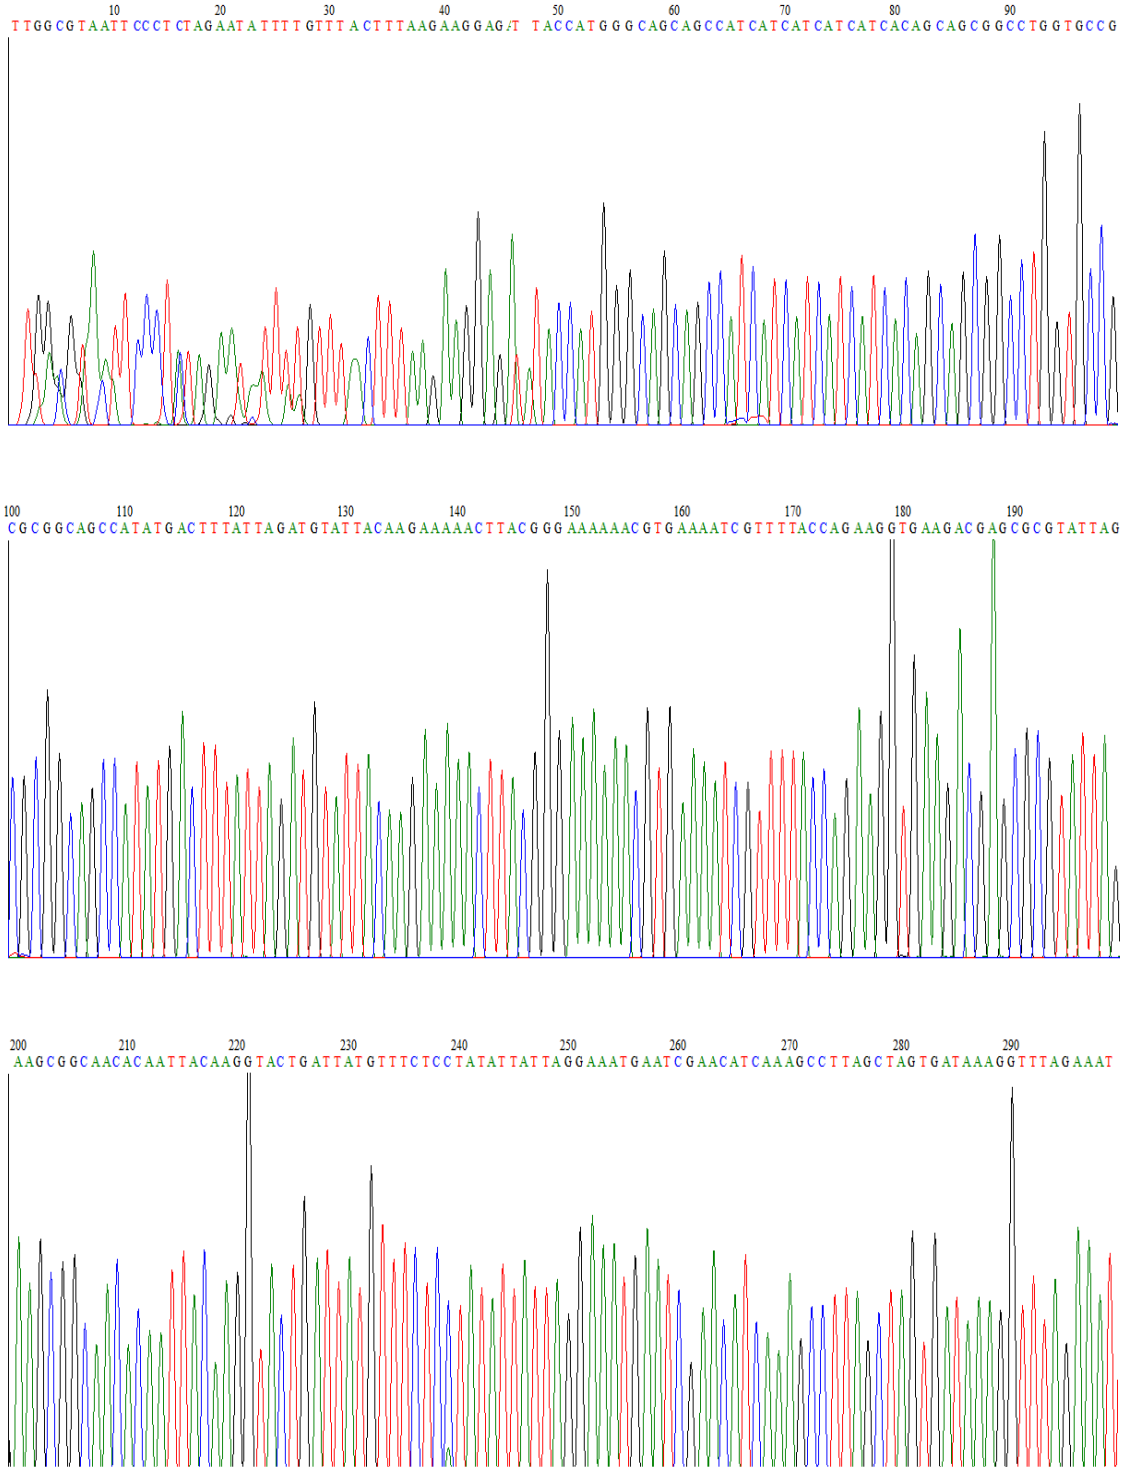 10 20 30 40 50 60 70 80 90
TTGGCGTAATTCCCTCTAGAATATTTTGTTTACTTTAAGAAGGAGAT TACCATGGGCAGCAGCCATCATCATCATCATCACAGCAGCGGCCTGGTGCCG
100 110 120 130 140 150 160 170 180 190
CGCGGCAGCCATATGACTTTATTAGATGTATTACAAGAAAAACTTACGGGAAAAAACGTGAAAATCGTTTTACCAGAAGGTGAAGACGAGCGCGTATTAG
200 210 220 230 240 250 260 270 280 290
AAGCGGCAACACAATTACAAGGTACTGATTATGTTTCTCCTATATTATTAGGAAATGAATCGAACATCAAAGCCTTAGCTAGTGATAAAGGTTTAGAAAT